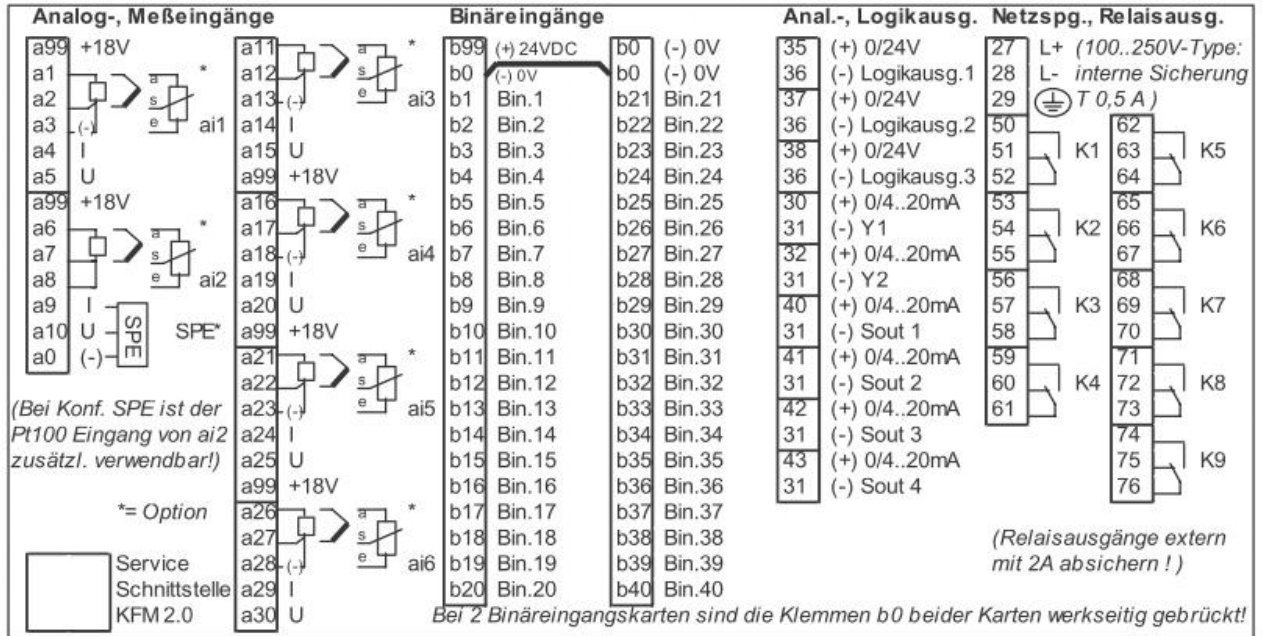 Analog-, Meßeingänge
a99 +18V
a1 a *
a2 s
a3 (-) e ai1
a4 I
a5 U
a99 +18V
a6 a *
a7 s
a8 e ai2
a9 I
a10 U SPE SPE*
a0 (-)
(Bei Konf. SPE ist der
Pt100 Eingang von ai2
zusätzl. verwendbar!)
*= Option
Service
Schnittstelle
KFM 2.0
a11 a *
a12 s
a13 (-) e ai3
a14 I
a15 U
a99 +18V
a16 a *
a17 s
a18 (-) e ai4
a19 I
a20 U
a99 +18V
a21 a *
a22 s
a23 (-) e ai5
a24 I
a25 U
a99 +18V
a26 a *
a27 s
a28 (-) e ai6
a29 I
a30 U
Binäreingänge
b99 (+) 24VDC b0 (-) 0V
b0 (-) 0V b0 (-) 0V
b1 Bin.1 b21 Bin.21
b2 Bin.2 b22 Bin.22
b3 Bin.3 b23 Bin.23
b4 Bin.4 b24 Bin.24
b5 Bin.5 b25 Bin.25
b6 Bin.6 b26 Bin.26
b7 Bin.7 b27 Bin.27
b8 Bin.8 b28 Bin.28
b9 Bin.9 b29 Bin.29
b10 Bin.10 b30 Bin.30
b11 Bin.11 b31 Bin.31
b12 Bin.12 b32 Bin.32
b13 Bin.13 b33 Bin.33
b14 Bin.14 b34 Bin.34
b15 Bin.15 b35 Bin.35
b16 Bin.16 b36 Bin.36
b17 Bin.17 b37 Bin.37
b18 Bin.18 b38 Bin.38
b19 Bin.19 b39 Bin.39
b20 Bin.20 b40 Bin.40
Anal.-, Logikausg.
35 (+) 0/24V
36 (-) Logikausg.1
37 (+) 0/24V
36 (-) Logikausg.2
38 (+) 0/24V
36 (-) Logikausg.3
30 (+) 0/4..20mA
31 (-) Y1
32 (+) 0/4..20mA
31 (-) Y2
40 (+) 0/4..20mA
31 (-) Sout 1
41 (+) 0/4..20mA
31 (-) Sout 2
42 (+) 0/4..20mA
31 (-) Sout 3
43 (+) 0/4..20mA
31 (-) Sout 4
Netzspg., Relaisausg.
27 L+ (100..250V-Type:
28 L- interne Sicherung
29 T 0,5 A )
50 62
51 K1 63 K5
52 64
53 65
54 K2 66 K6
55 67
56 68
57 K3 69 K7
58 70
59 71
60 K4 72 K8
61 73
74
75 K9
76
(Relaisausgänge extern
mit 2A absichern ! )
Bei 2 Binäreingangskarten sind die Klemmen b0 beider Karten werkseitig gebrückt!